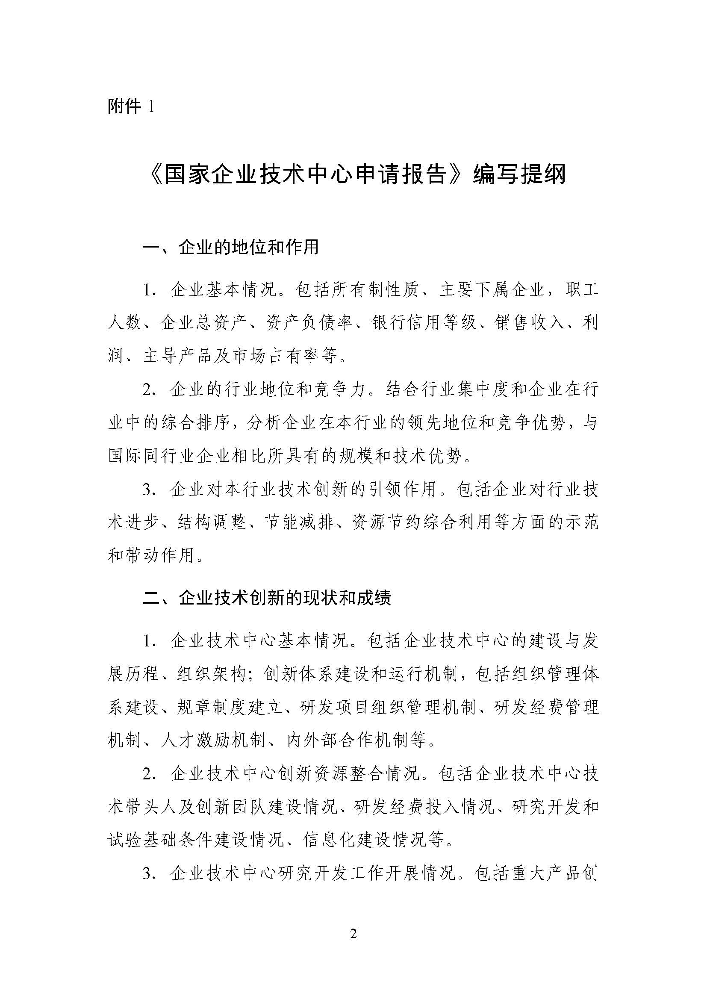 附件 1
《国家企业技术中心申请报告》编写提纲
一、企业的地位和作用
1．企业基本情况。包括所有制性质、主要下属企业，职工
人数、企业总资产、资产负债率、银行信用等级、销售收入、利
润、主导产品及市场占有率等。
2．企业的行业地位和竞争力。结合行业集中度和企业在行
业中的综合排序，分析企业在本行业的领先地位和竞争优势，与
国际同行业企业相比所具有的规模和技术优势。
3．企业对本行业技术创新的引领作用。包括企业对行业技
术进步、结构调整、节能减排、资源节约综合利用等方面的示范
和带动作用。
二、企业技术创新的现状和成绩
1．企业技术中心基本情况。包括企业技术中心的建设与发
展历程、组织架构；创新体系建设和运行机制，包括组织管理体
系建设、规章制度建立、研发项目组织管理机制、研发经费管理
机制、人才激励机制、内外部合作机制等。
2．企业技术中心创新资源整合情况。包括企业技术中心技
术带头人及创新团队建设情况、研发经费投入情况、研究开发和
试验基础条件建设情况、信息化建设情况等。
3．企业技术中心研究开发工作开展情况。包括重大产品创
2